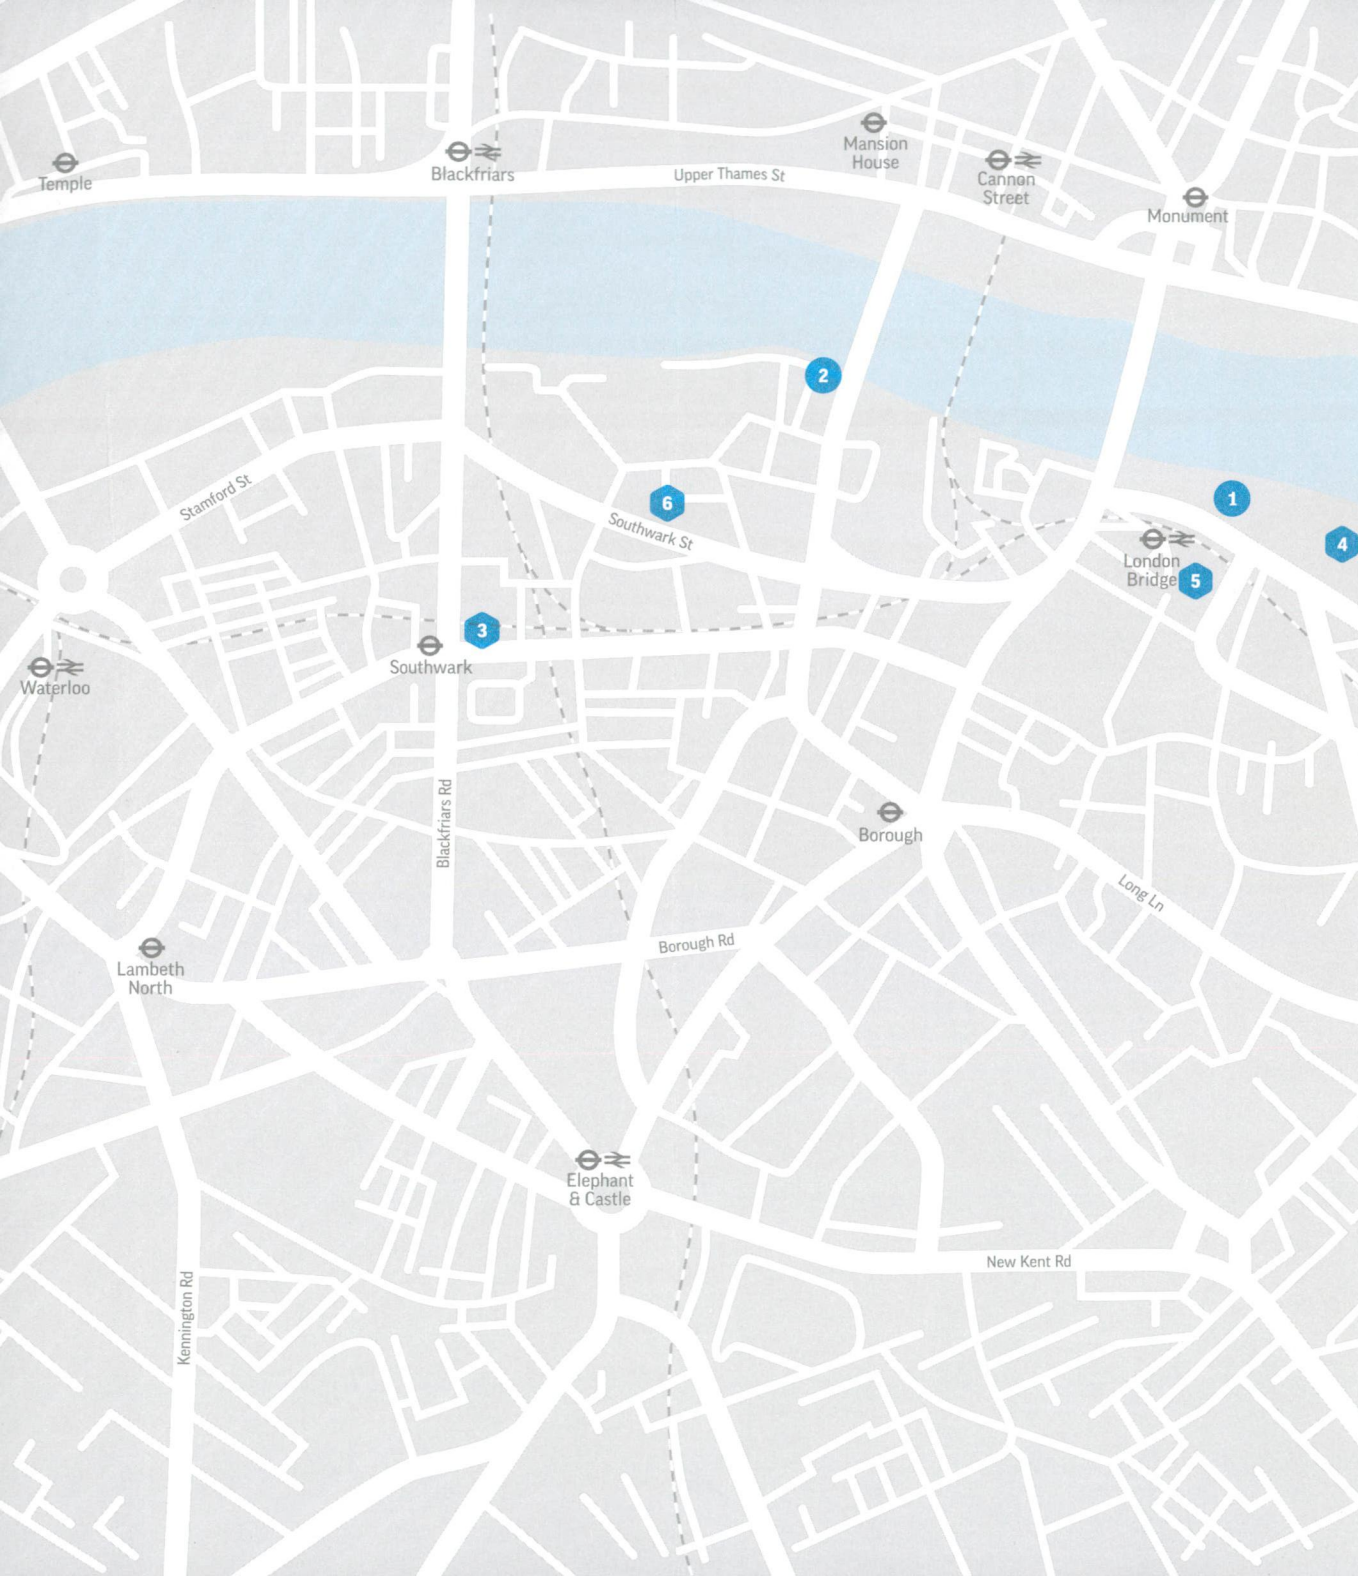 Mansion
House
Temple
Blackfriars
Upper Thames St
Cannon
Street
Monument
2
1
Stamford St
6
Southwark St
4
London
Bridge
5
3
Southwark
Waterloo
Blackfriars Rd
Borough
Long Ln
Borough Rd
Lambeth
North
Elephant
& Castle
New Kent Rd
Kennington Rd